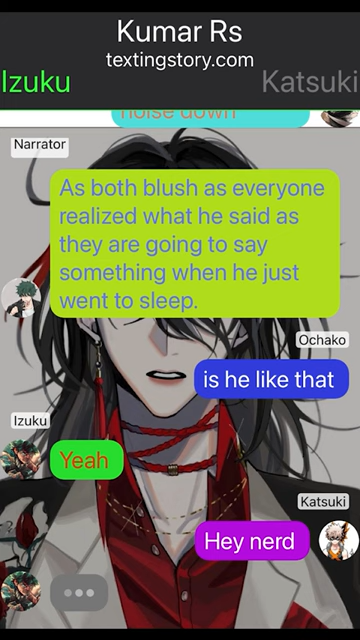 Kumar Rs
textingstory.com
Izuku
Katsuki
noise down
Narrator
As both blush as everyone
realized what he said as
they are going to say
something when he just
went to sleep.
Ochako
is he like that
Izuku
Yeah
Katsuki
Hey nerd